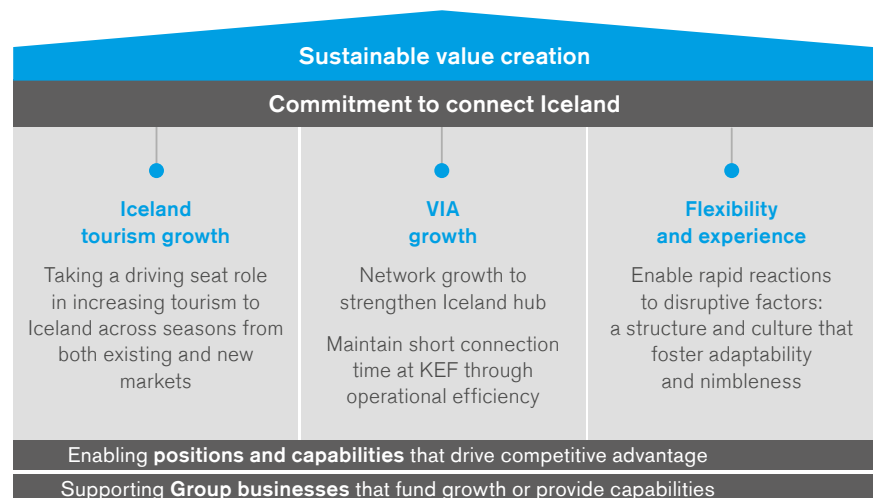 Sustainable value creation
Commitment to connect Iceland
Iceland
tourism growth
Taking a driving seat role
in increasing tourism to
Iceland across seasons from
both existing and new
markets
VIA
growth
Network growth to
strengthen Iceland hub
Maintain short connection
time at KEF through
operational efficiency
Flexibility
and experience
Enable rapid reactions
to disruptive factors:
a structure and culture that
foster adaptability
and nimbleness
Enabling positions and capabilities that drive competitive advantage
Supporting Group businesses that fund growth or provide capabilities